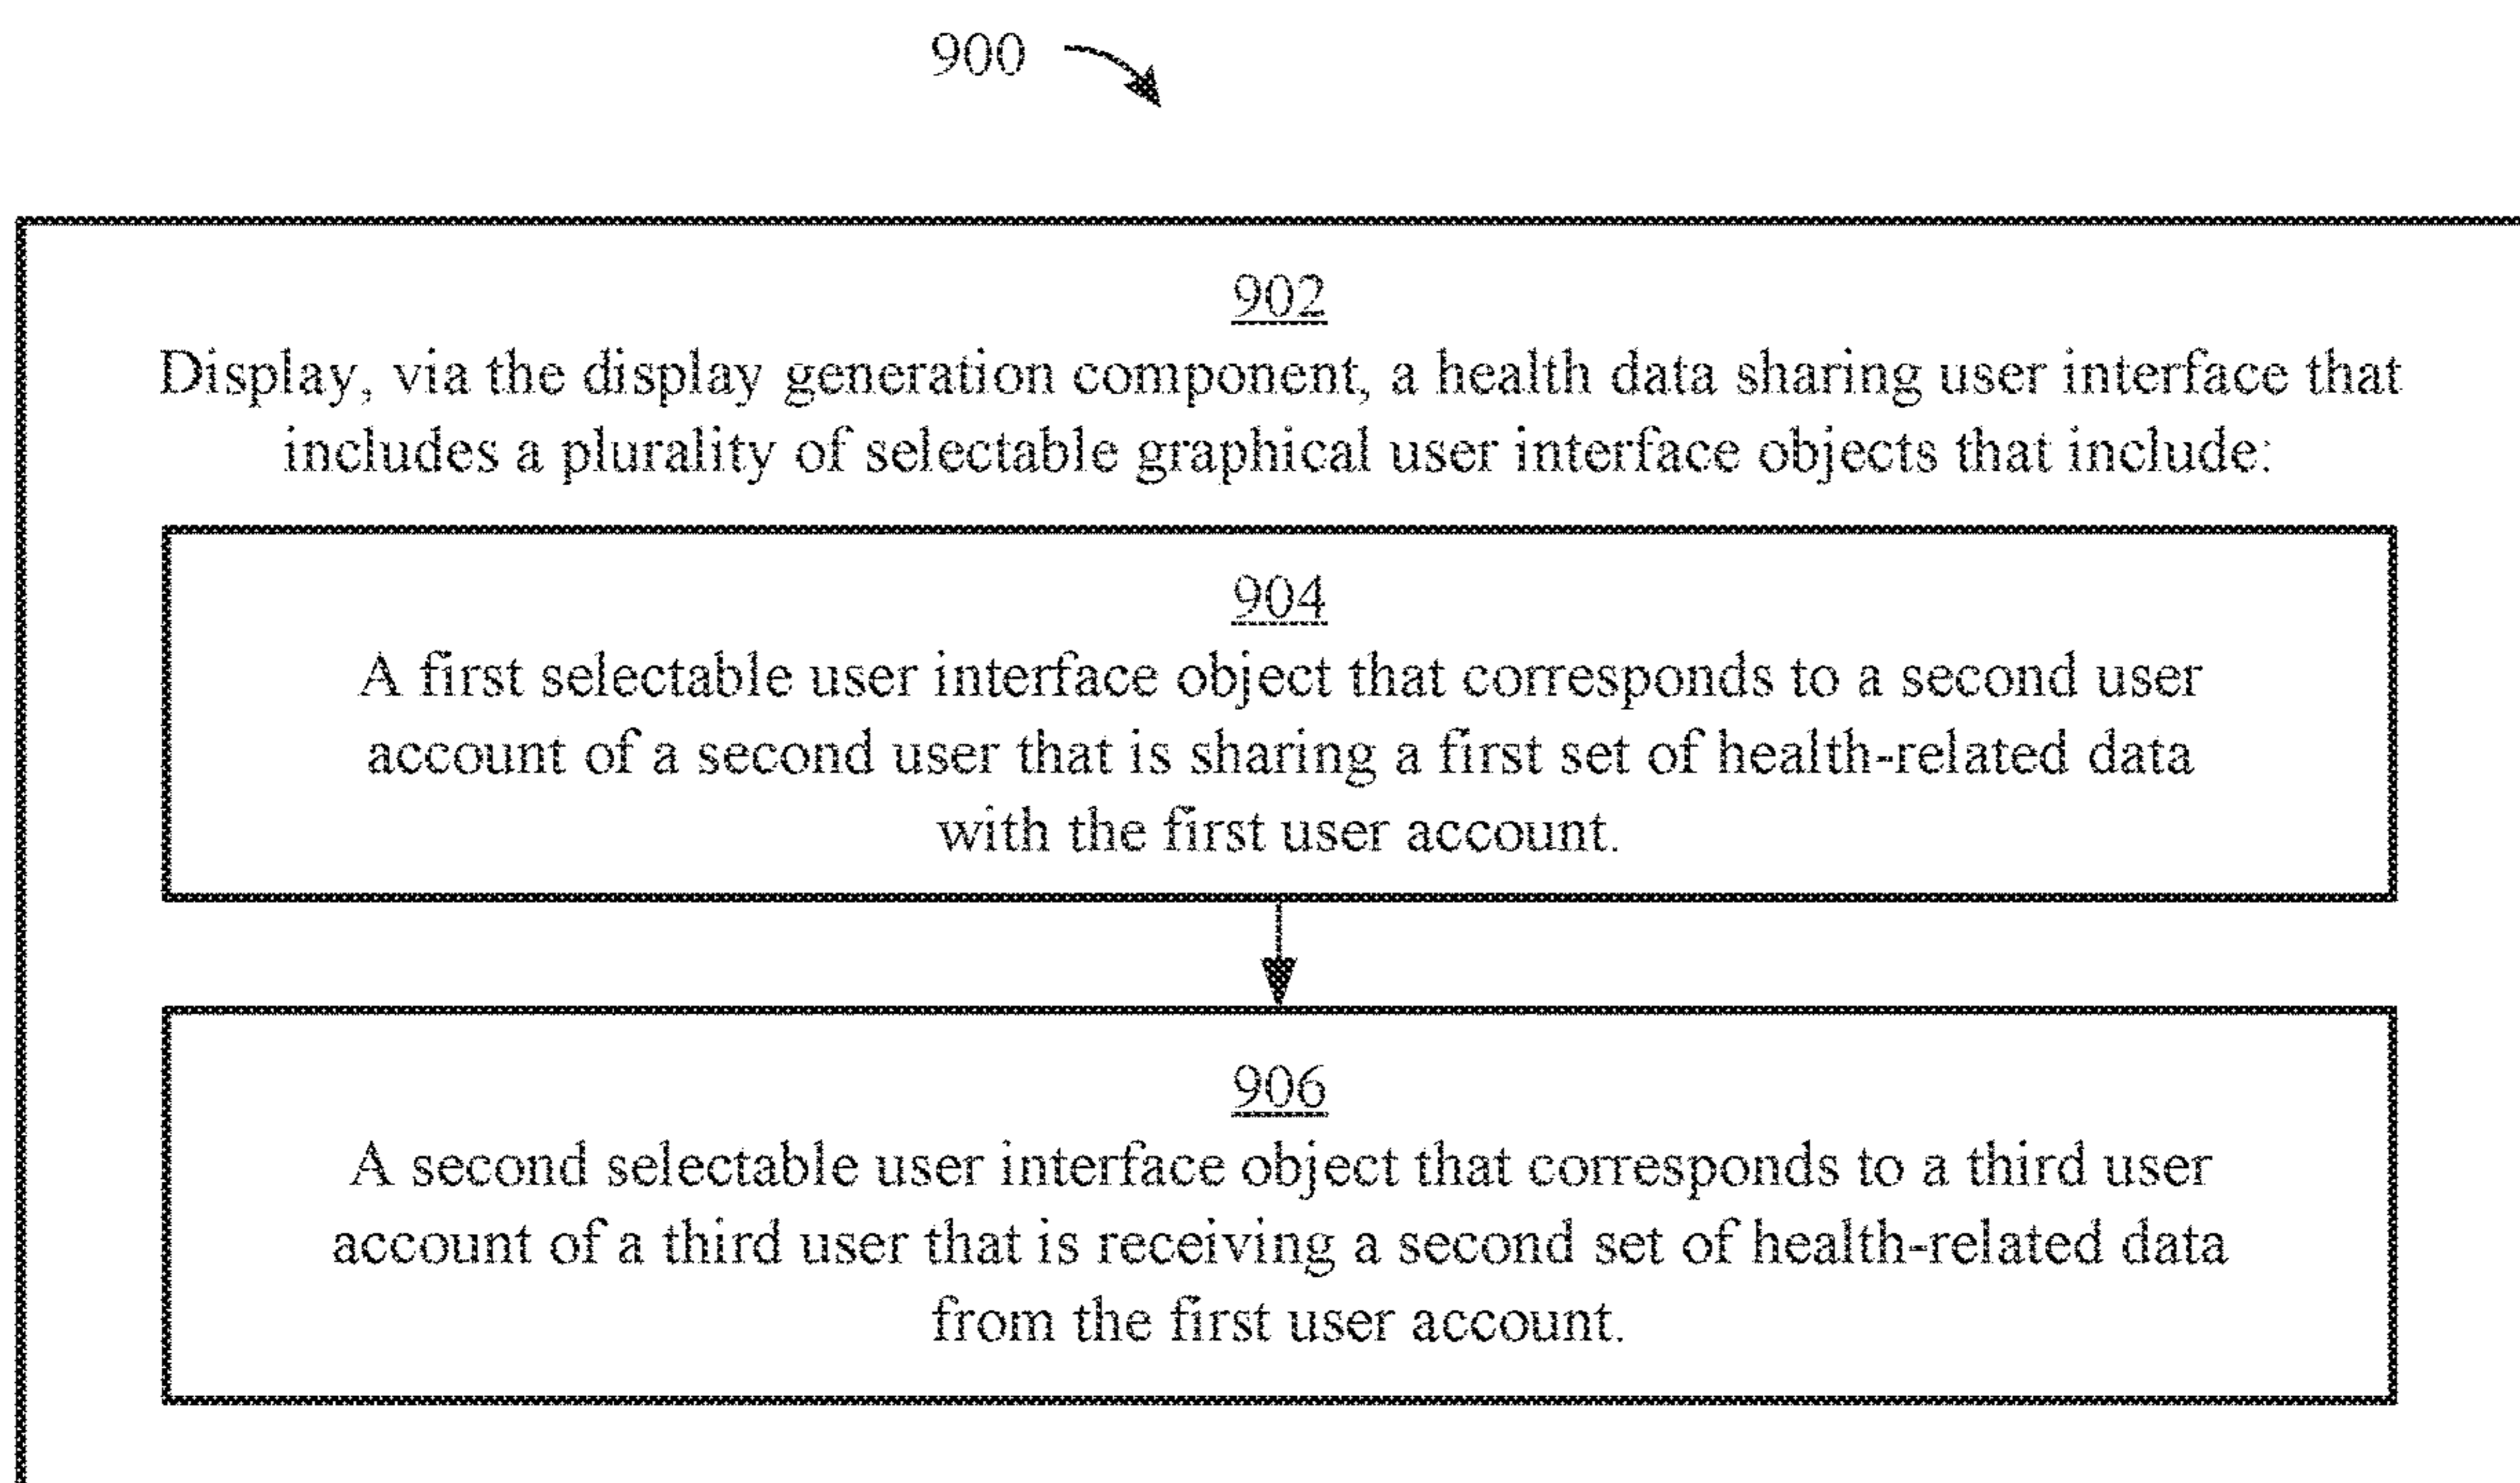 900
902
Display, via the display generation component, a health data sharing user interface that
includes a plurality of selectable graphical user interface objects that include:
904
A first selectable user interface object that corresponds to a second user
account of a second user that is sharing a first set of health-related data
with the first user account.
906
A second selectable user interface object that corresponds to a third user
account of a third user that is receiving a second set of health-related data
from the first user account.